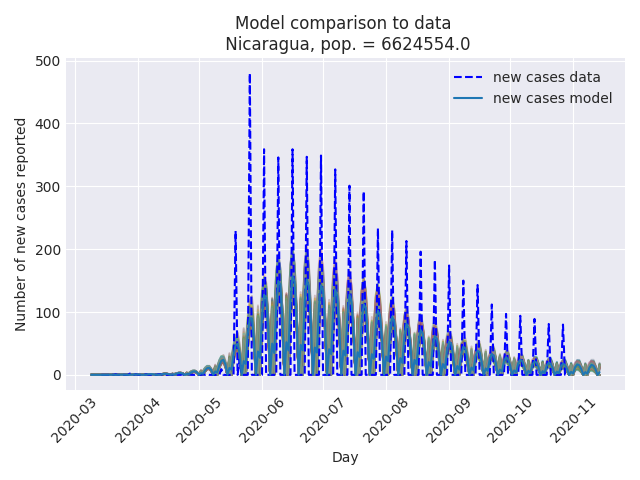 Model comparison to data
Nicaragua, pop. = 6624554.0
new cases data
new cases model
Number of new cases reported
500
400
300
200
100
0
2020-03
2020-04
2020-05
2020-06
2020-07
2020-08
2020-09
2020-10
2020-11
Day